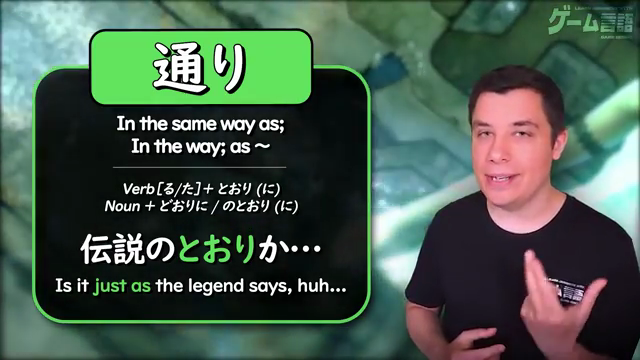 ゲーム言語
通り
In the same way as;
In the way; as ～
Verb [る/た] + とおり (に)
Noun + どおりに / のとおり (に)
伝説のとおりか…
Is it just as the legend says, huh...